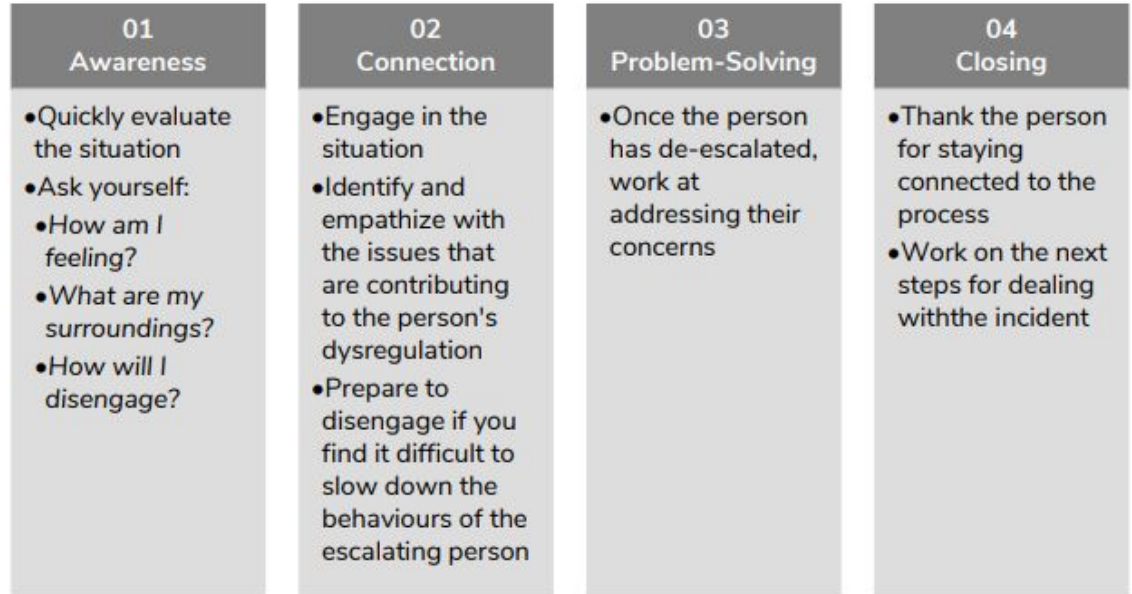 01
Awareness
•Quickly evaluate
the situation
•Ask yourself:
•How am I
feeling?
•What are my
surroundings?
•How will I
disengage?
02
Connection
•Engage in the
situation
•Identify and
empathize with
the issues that
are contributing
to the person's
dysregulation
•Prepare to
disengage if you
find it difficult to
slow down the
behaviours of the
escalating person
03
Problem-Solving
•Once the person
has de-escalated,
work at
addressing their
concerns
04
Closing
•Thank the person
for staying
connected to the
process
•Work on the next
steps for dealing
withthe incident